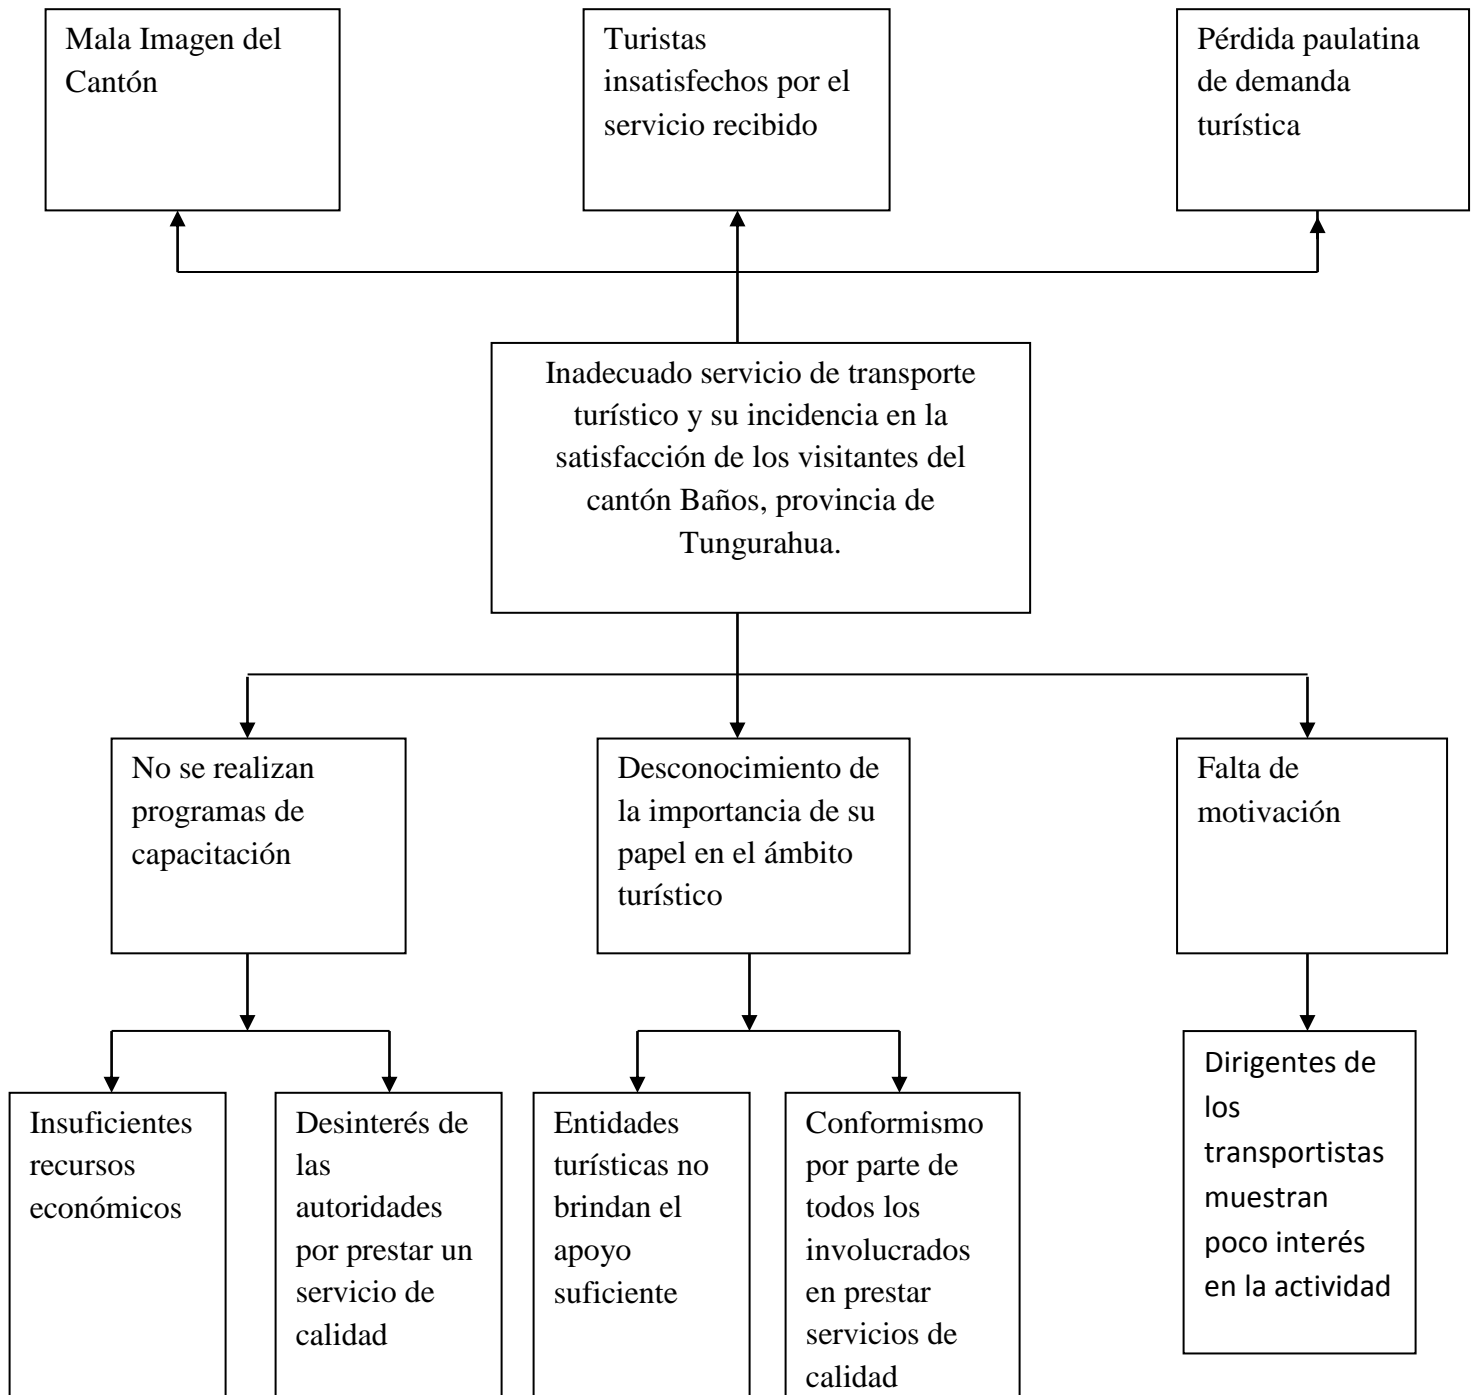 Mala Imagen del
Cantón
Turistas
insatisfechos por el
servicio recibido
Pérdida paulatina
de demanda
turística
Inadecuado servicio de transporte
turístico y su incidencia en la
satisfacción de los visitantes del
cantón Baños, provincia de
Tungurahua.
No se realizan
programas de
capacitación
Desconocimiento de
la importancia de su
papel en el ámbito
turístico
Falta de
motivación
Insuficientes
recursos
económicos
Desinterés de
las
autoridades
por prestar un
servicio de
calidad
Entidades
turísticas no
brindan el
apoyo
suficiente
Conformismo
por parte de
todos los
involucrados
en prestar
servicios de
calidad
Dirigentes de
los
transportistas
muestran
poco interés
en la actividad